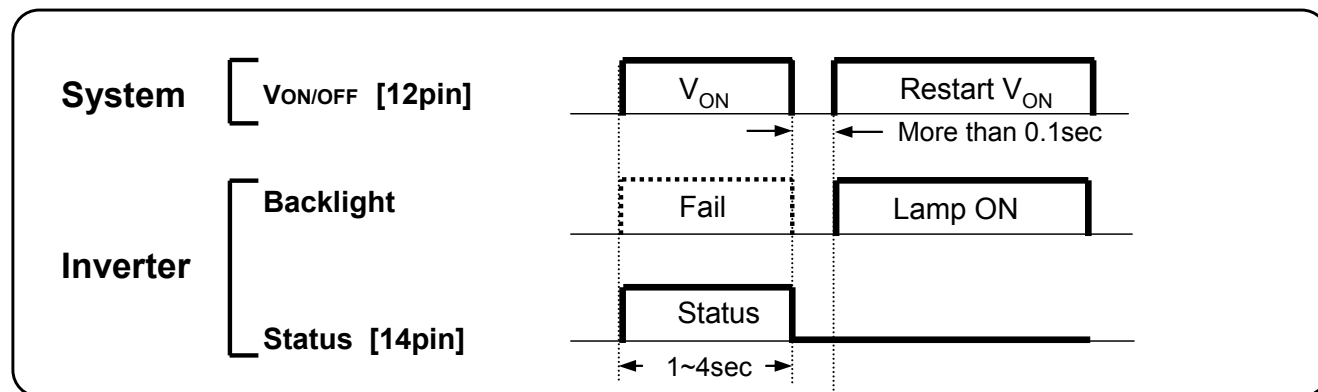 System
VON/OFF [12pin]
VON
Restart VON
More than 0.1sec
Backlight
Fail
Lamp ON
Inverter
Status
Status [14pin]
1~4sec